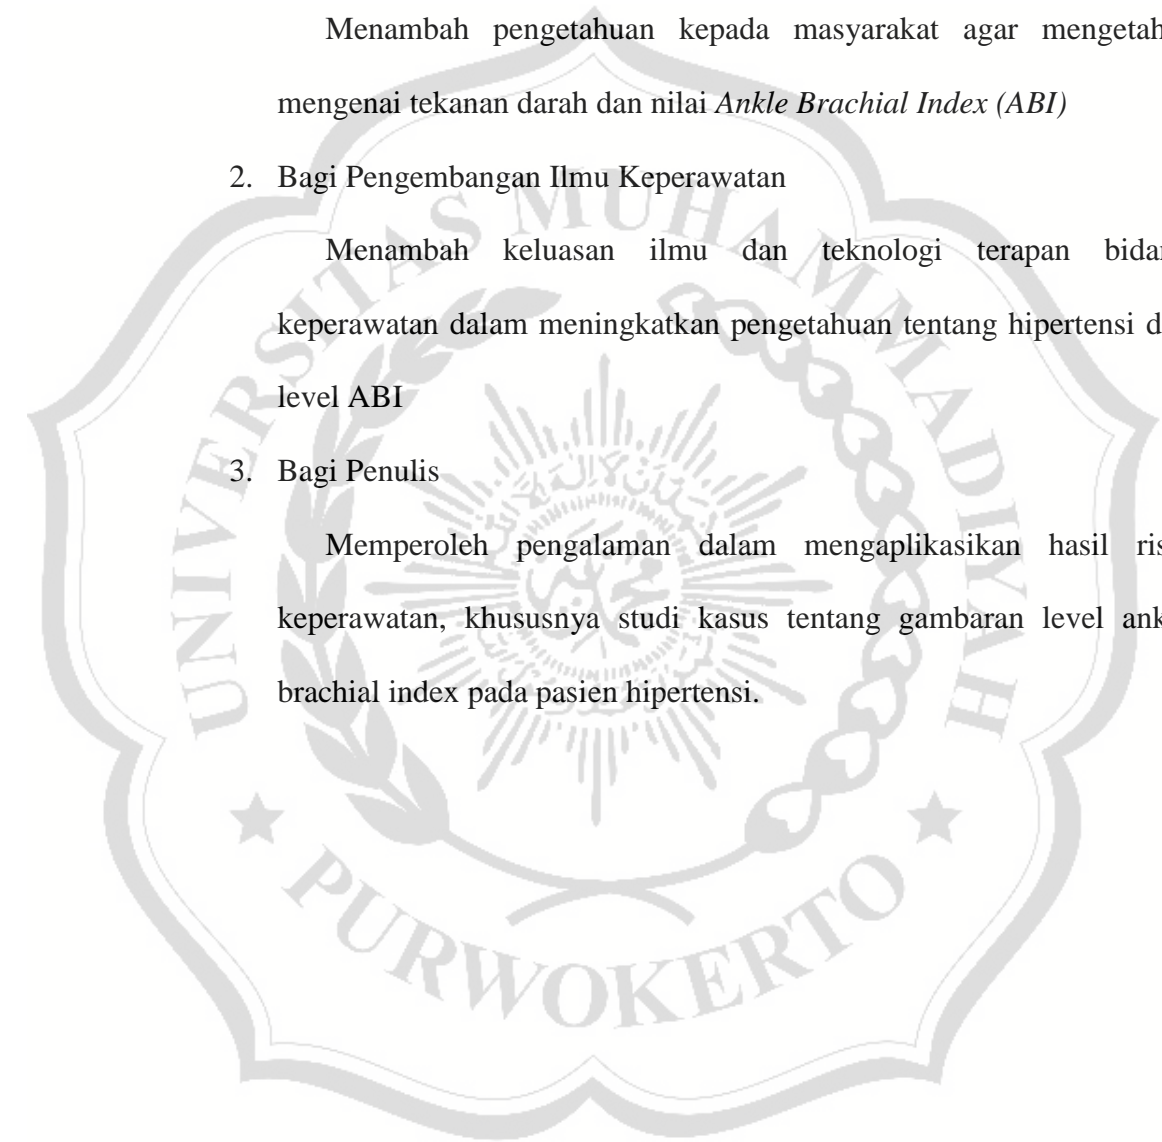 Menambah pengetahuan kepada masyarakat agar mengetah
mengenai tekanan darah dan nilai Ankle Brachial Index (ABI)
2. Bagi Pengembangan Ilmu Keperawatan
Menambah keluasan ilmu dan teknologi terapan bidan
keperawatan dalam meningkatkan pengetahuan tentang hipertensi d
level ABI
3. Bagi Penulis
Memperoleh pengalaman dalam mengaplikasikan hasil ris
keperawatan, khususnya studi kasus tentang gambaran level ank
brachial index pada pasien hipertensi.
UNIVERSITAS MUHAMMADIYAH
PURWOKERTO